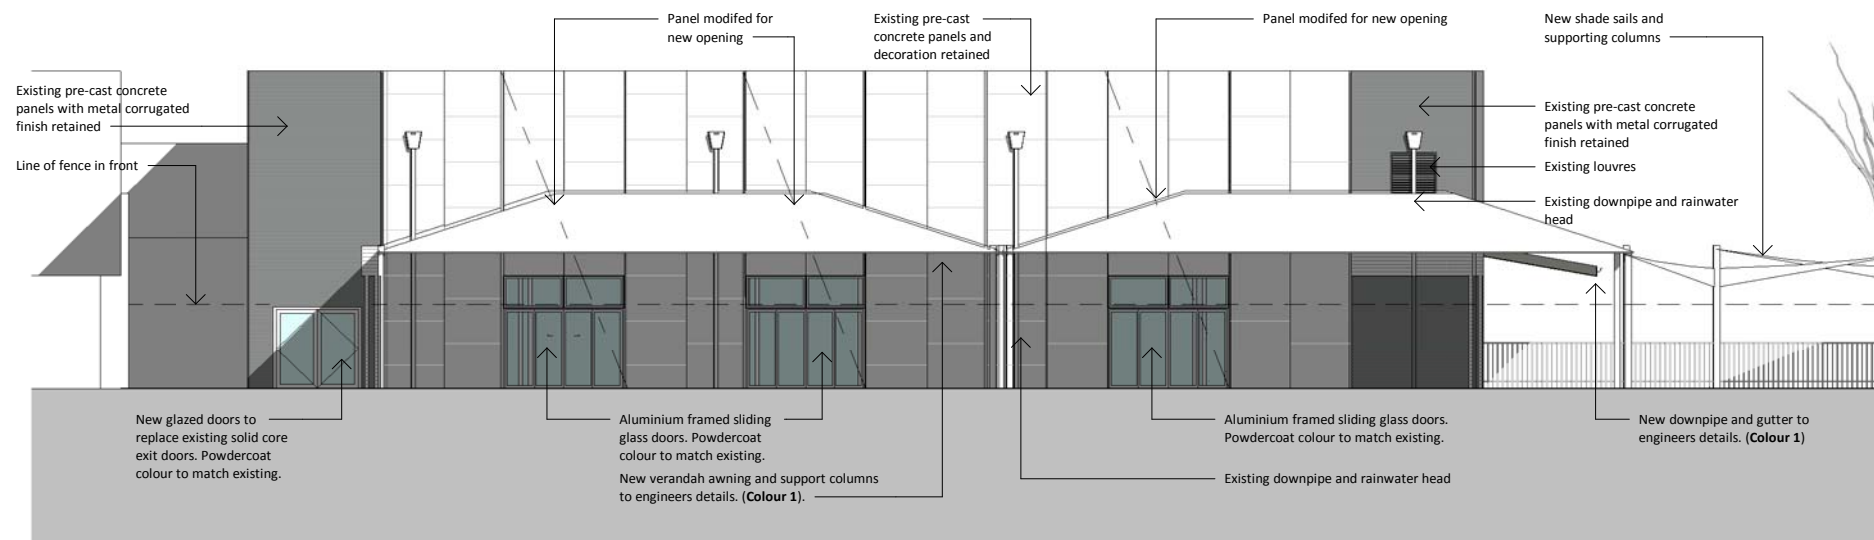 Panel modifed for
new opening
Existing pre-cast
concrete panels and
decoration retained
Panel modifed for new opening
New shade sails and
supporting columns
Existing pre-cast concrete
panels with metal corrugated
finish retained
Line of fence in front
Existing pre-cast concrete
panels with metal corrugated
finish retained
Existing louvres
Existing downpipe and rainwater
head
New glazed doors to
replace existing solid core
exit doors. Powdercoat
colour to match existing.
Aluminium framed sliding
glass doors. Powdercoat
colour to match existing.
New verandah awning and support columns
to engineers details. (Colour 1).
Aluminium framed sliding glass doors.
Powdercoat colour to match existing.
Existing downpipe and rainwater head
New downpipe and gutter to
engineers details. (Colour 1)